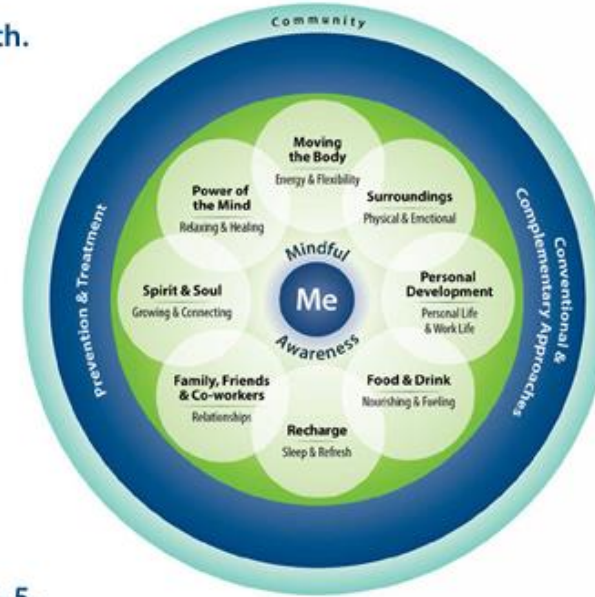 th.
Community
Moving
the Body
Energy & Flexibility
Surroundings
Physical & Emotional
Personal
Development
Personal Life
& Work Life
Food & Drink
Nourishing & Fueling
Recharge
Sleep & Refresh
Family, Friends
& Co-workers
Relationships
Spirit & Soul
Growing & Connecting
Power of
the Mind
Relaxing & Healing
Mindful
Me
Awareness
Prevention & Treatment
Conventional &
Complementary Approaches
5